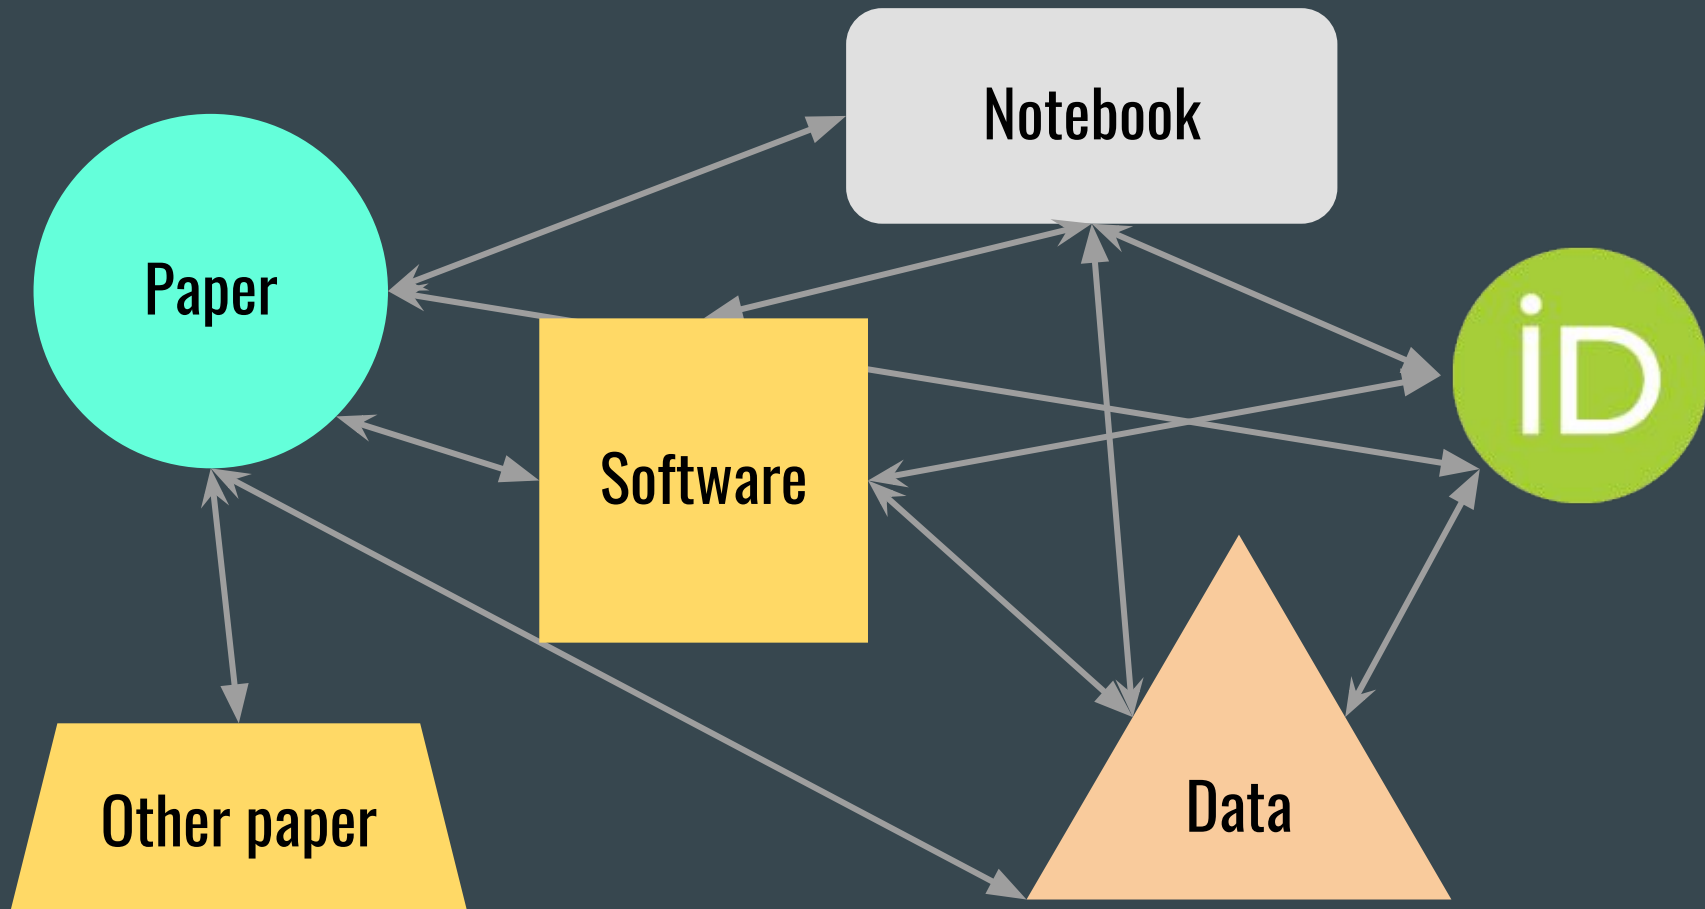 Notebook
Paper
iD
Software
Data
Other paper